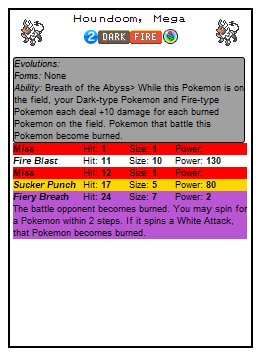 Houndoom, Mega
2 DARK FIRE
Evolutions:
Forms: None
Ability: Breath of the Abyss> While this Pokemon is on
the field, your Dark-type Pokemon and Fire-type
Pokemon each deal +10 damage for each burned
Pokemon on the field. Pokemon that battle this
Pokemon become burned.
Miss Hit: 1 Size: 1 Power:
Fire Blast Hit: 11 Size: 10 Power: 130
Miss Hit: 12 Size: 1 Power:
Sucker Punch Hit: 17 Size: 5 Power: 80
Fiery Breath Hit: 24 Size: 7 Power: 2
The battle opponent becomes burned. You may spin for
a Pokemon within 2 steps. If it spins a White Attack,
that Pokemon becomes burned.